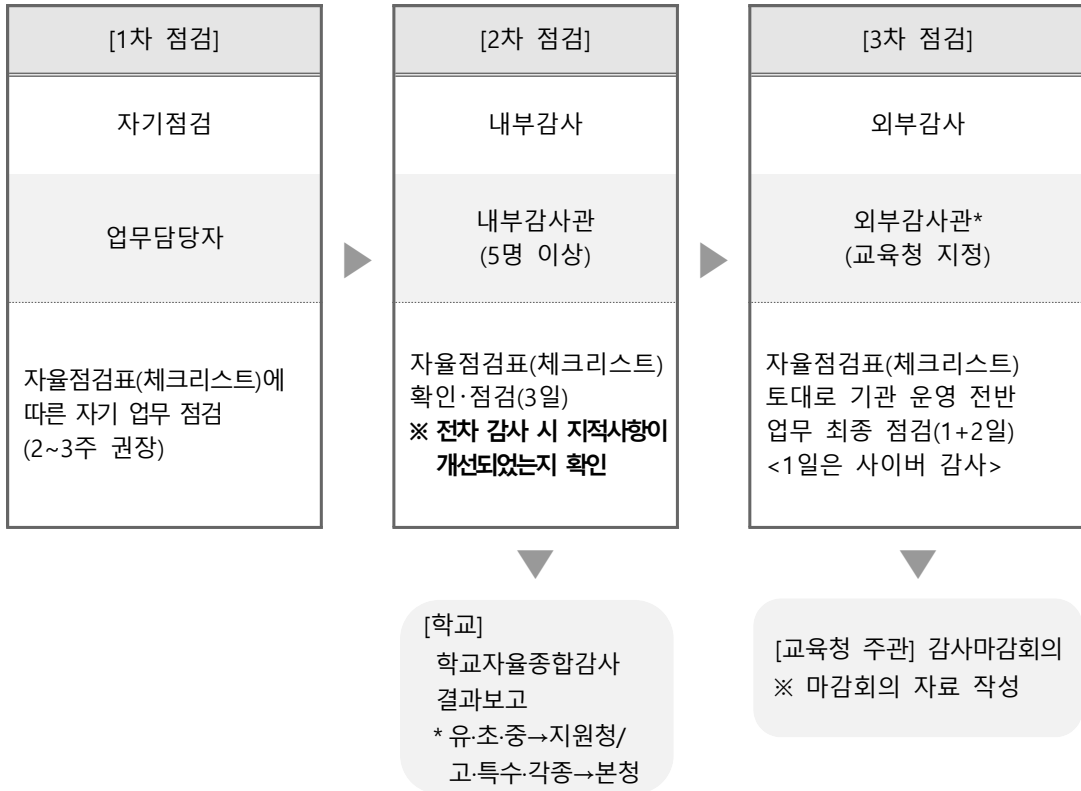 [1차 점검]
자기점검
업무담당자
자율점검표(체크리스트)에
따른 자기 업무 점검
(2~3주 권장)
[2차 점검]
내부감사
내부감사관
(5명 이상)
자율점검표(체크리스트)
확인·점검(3일)
※ 전차 감사 시 지적사항이
개선되었는지 확인
[3차 점검]
외부감사
외부감사관*
(교육청 지정)
자율점검표(체크리스트)
토대로 기관 운영 전반
업무 최종 점검(1+2일)
<1일은 사이버 감사>
[학교]
학교자율종합감사
결과보고
* 유·초·중→지원청/
고·특수·각종→본청
[교육청 주관] 감사마감회의
※ 마감회의 자료 작성